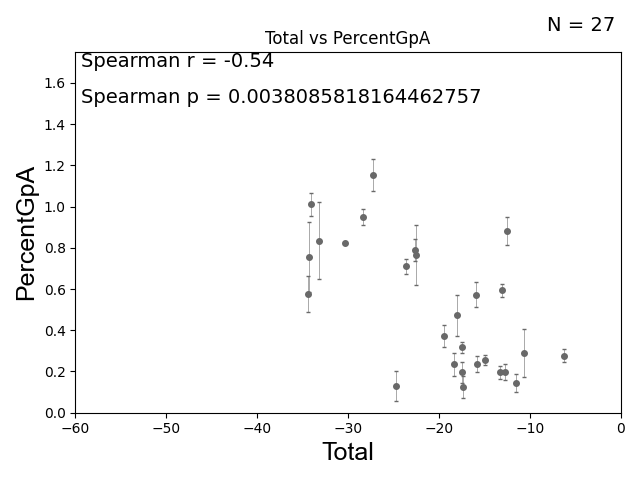 N = 27
Total vs PercentGpA
Spearman r = -0.54
Spearman p = 0.0038085818164462757
PercentGpA
1.6
1.4
1.2
1.0
0.8
0.6
0.4
0.2
0.0
−60 −50 −40 −30 −20 −10 0
Total